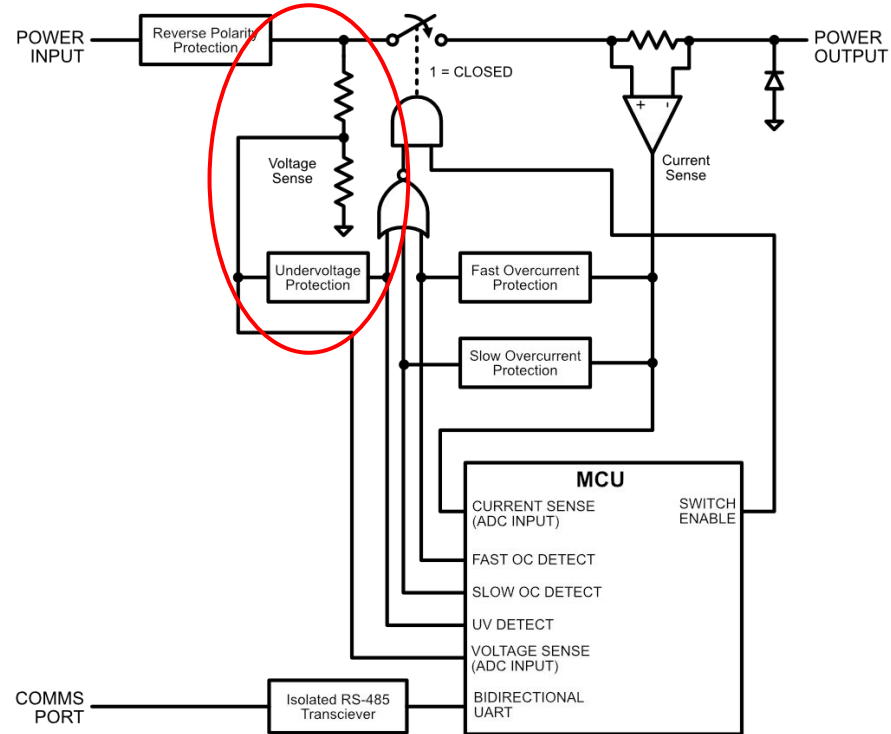 POWER
INPUT
Reverse Polarity
Protection
1 = CLOSED
POWER
OUTPUT
+ -
Voltage
Sense
Current
Sense
Undervoltage
Protection
Fast Overcurrent
Protection
Slow Overcurrent
Protection
MCU
CURRENT SENSE
(ADC INPUT)
SWITCH
ENABLE
FAST OC DETECT
SLOW OC DETECT
UV DETECT
VOLTAGE SENSE
(ADC INPUT)
BIDIRECTIONAL
UART
COMMS
PORT
Isolated RS-485
Transciever